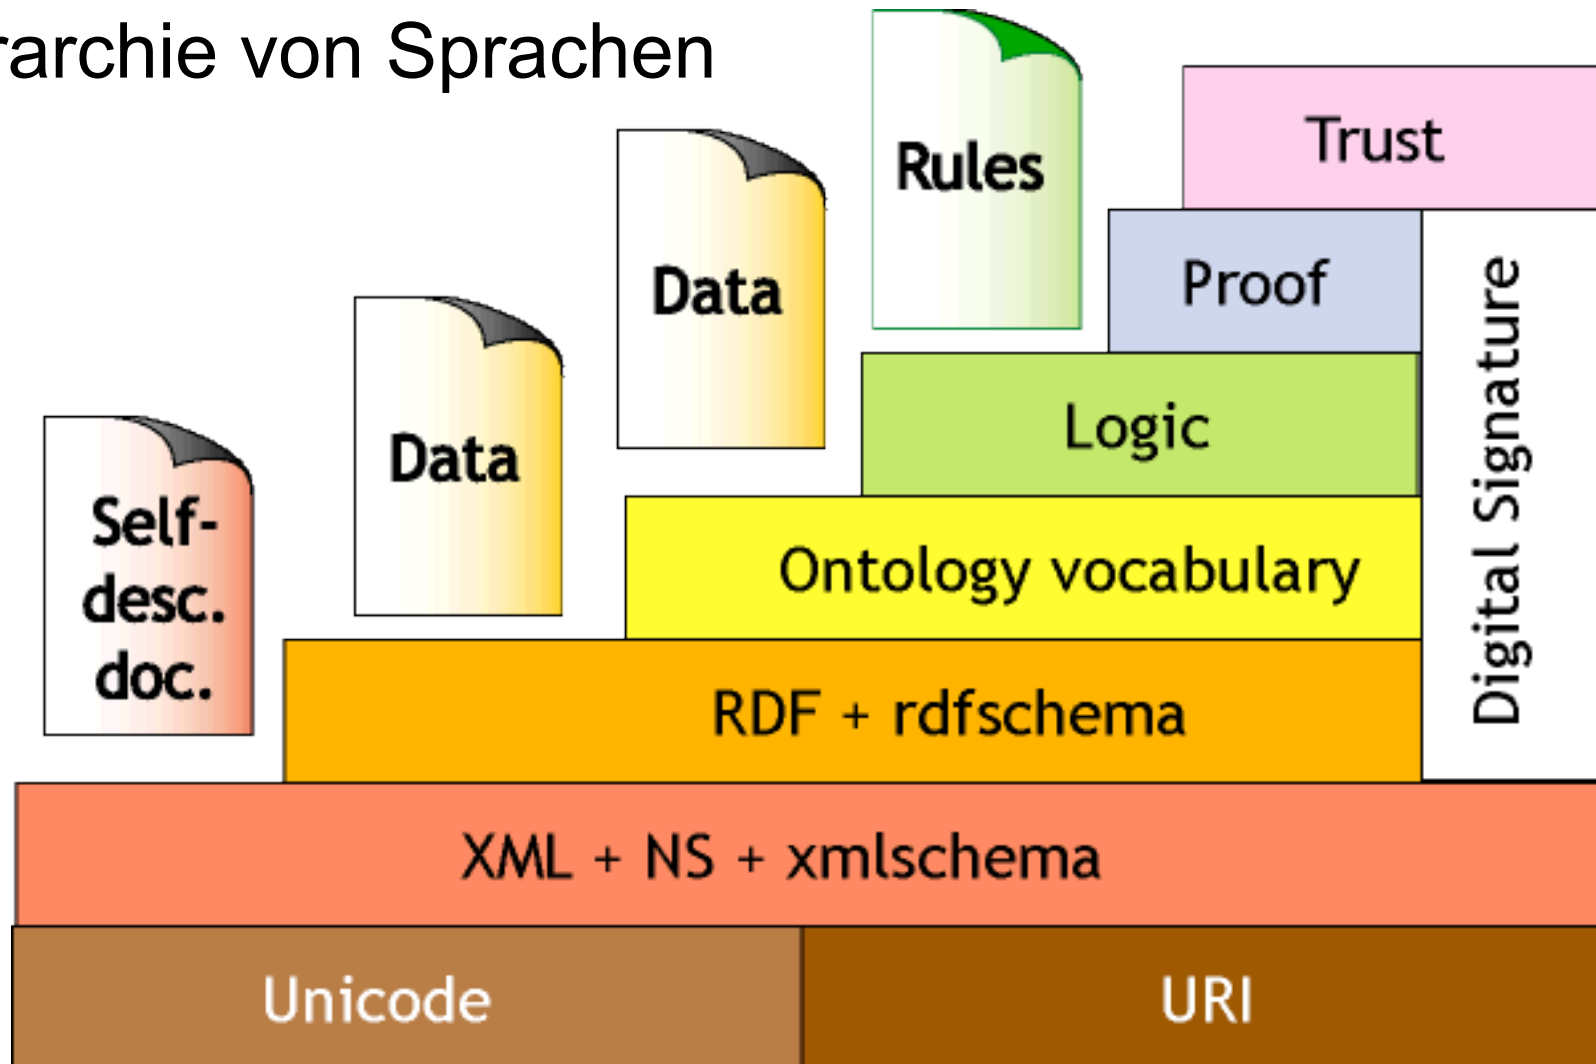 rarchie von Sprachen
Trust
Rules
Proof
Data
Digital Signature
Logic
Data
Self-
desc.
doc.
Ontology vocabulary
RDF + rdfschema
XML + NS + xmlschema
Unicode
URI